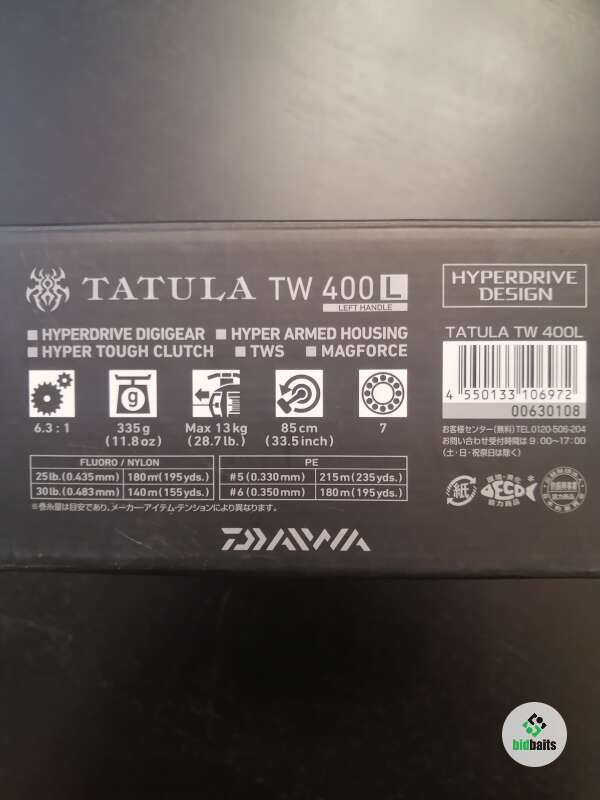 TATULA TW 400 L
LEFT HANDLE
HYPERDRIVE DESIGN
■ HYPERDRIVE DIGIGEAR ■ HYPER ARMED HOUSING
■ HYPER TOUGH CLUTCH ■ TWS ■ MAGFORCE
TATULA TW 400L
4 550133 106972
00630108
g
6.3 : 1
335g (11.8oz)
Max 13kg (28.7lb.)
85cm (33.5inch)
7
FLUORO / NYLON
25lb.(0.435mm) 180m(195yds.)
30lb.(0.483mm) 140m(155yds.)
PE
#5(0.330mm) 215m(235yds.)
#6(0.350mm) 180m(195yds.)
※巻糸量は目安であり、メーカー・アイテム・テンションにより異なります。
お客様センター(無料)TEL.0120-506-204
お問い合わせ受付時間は 9:00~17:00
(土・日・祝祭日は除く)
紙
ECO
協力商品
DAIWA
bidbaits